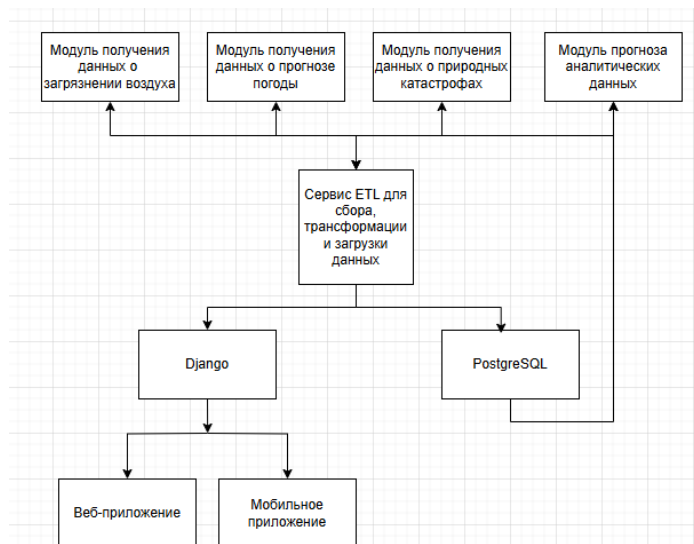 Модуль получения
данных о
загрязнении воздуха
Модуль получения
данных о прогнозе
погоды
Модуль получения
данных о природных
катастрофах
Модуль прогноза
аналитических
данных
Сервис ETL для
сбора,
трансформации
и загрузки
данных
Django
PostgreSQL
Веб-приложение
Мобильное
приложение